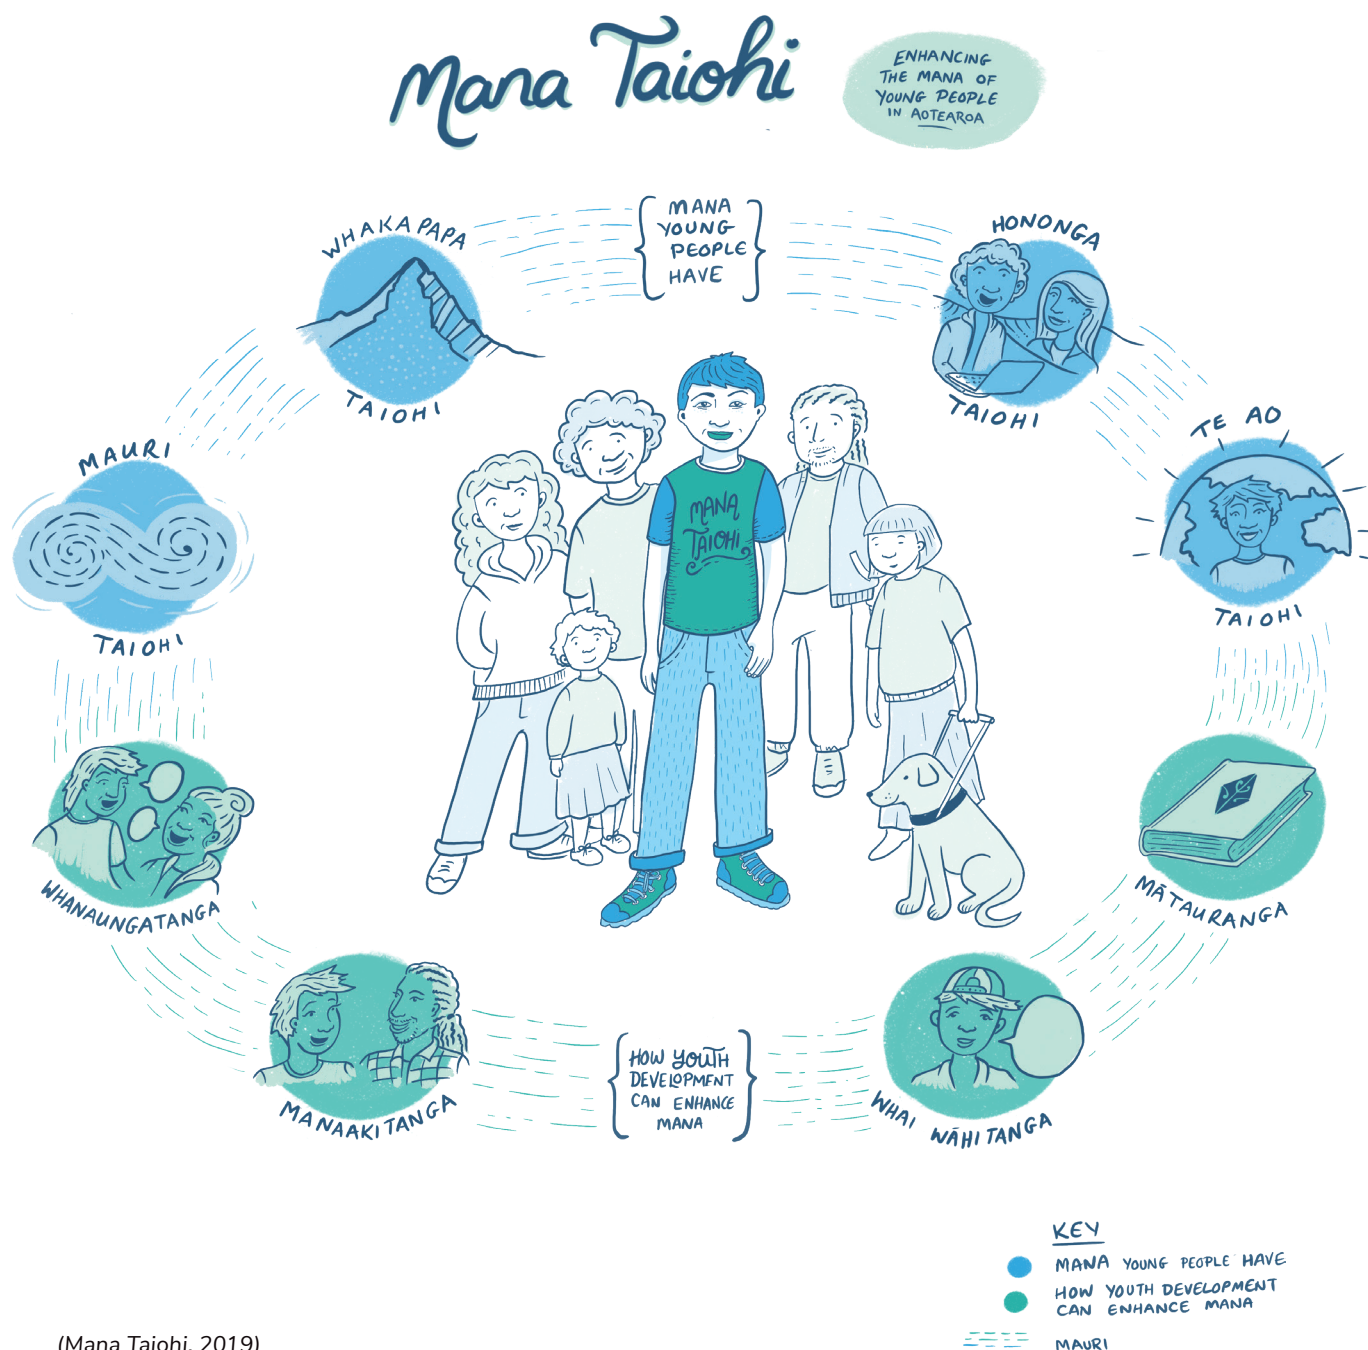 Mana Taiohi
ENHANCING
THE MANA OF
YOUNG PEOPLE
IN AOTEAROA
MANA
YOUNG
PEOPLE
HAVE
WHAKAPAPA
TAIOHI
HONONGA
TAIOHI
MAURI
TAIOHI
TE AO
TAIOHI
MANA
TAIOHI
WHANAUNGATANGA
MĀTAURANGA
MANAAKITANGA
WHAI WĀHITANGA
HOW YOUTH
DEVELOPMENT
CAN ENHANCE
MANA
KEY
MANA YOUNG PEOPLE HAVE
HOW YOUTH DEVELOPMENT
CAN ENHANCE MANA
MAURI
(Mana Taiohi, 2019)